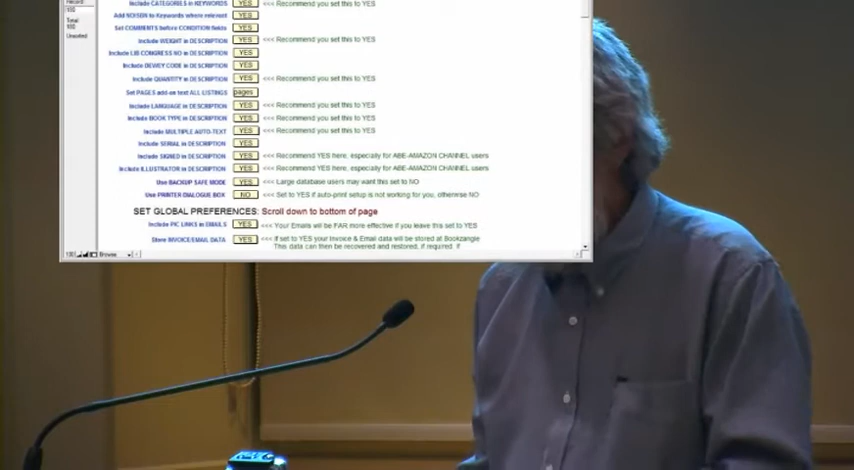 Record:
100
Total:
100
Unsorted
Include CATEGORIES in KEYWORDS YES <<< Recommend you set this to YES
Add NOISBN to Keywords where relevant YES
Set COMMENTS before CONDITION fields YES
Include WEIGHT in DESCRIPTION YES <<< Recommend you set this to YES
Include LIB CONGRESS NO in DESCRIPTION YES
Include DEWEY CODE in DESCRIPTION YES
Include QUANTITY in DESCRIPTION YES <<< Recommend you set this to YES
Set PAGES add-on text ALL LISTINGS pages
Include LANGUAGE in DESCRIPTION YES <<< Recommend you set this to YES
Include BOOK TYPE in DESCRIPTION YES <<< Recommend you set this to YES
Include MULTIPLE AUTO-TEXT YES <<< Recommend you set this to YES
Include SERIAL in DESCRIPTION YES
Include SIGNED in DESCRIPTION YES <<< Recommend YES here, especially for ABE-AMAZON CHANNEL users
Include ILLUSTRATOR in DESCRIPTION YES <<< Recommend YES here, especially for ABE-AMAZON CHANNEL users
Use BACKUP SAFE MODE YES <<< Large database users may want this set to NO
Use PRINTER DIALOGUE BOX NO <<< Set to YES if auto-print setup is not working for you, otherwise NO
SET GLOBAL PREFERENCES: Scroll down to bottom of page
Include PIC LINKS in EMAILS YES <<< Your Emails will be FAR more effective if you leave this set to YES
Store INVOICE/EMAIL DATA YES <<< If set to YES your Invoice & Email data will be stored at Bookzangle
This data can then be recovered and restored, if required. If
100 Browse